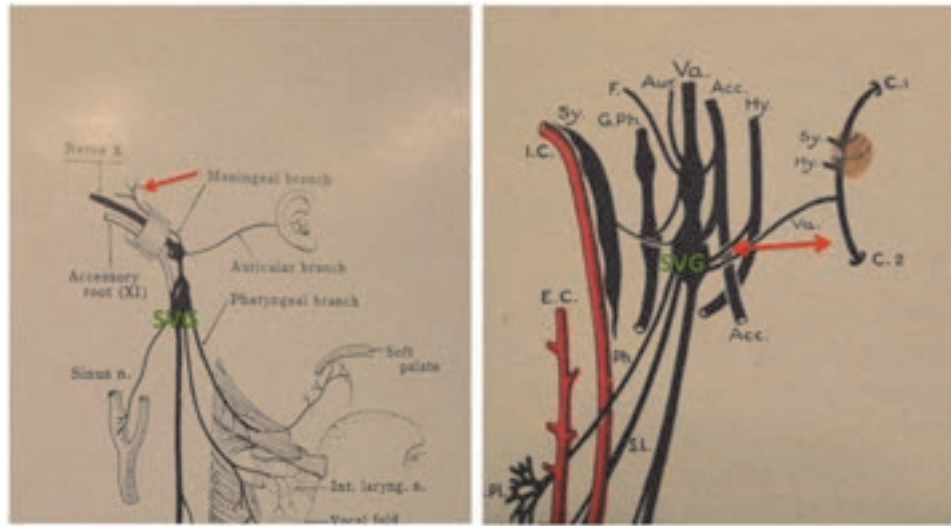 Nerve X
Meningeal branch
Accessory
root (XI)
Auricular branch
Pharyngeal branch
SVG
Soft
palate
Sinus n.
Int. laryng. n.
Vocal fold
Va.
F.
Aur.
Acc.
Hy.
C.1
Sy.
G.Ph.
I.C.
Sy.
Hy.
Va.
SVG
C.2
E.C.
Acc.
Ph.
S.L.
Pl.